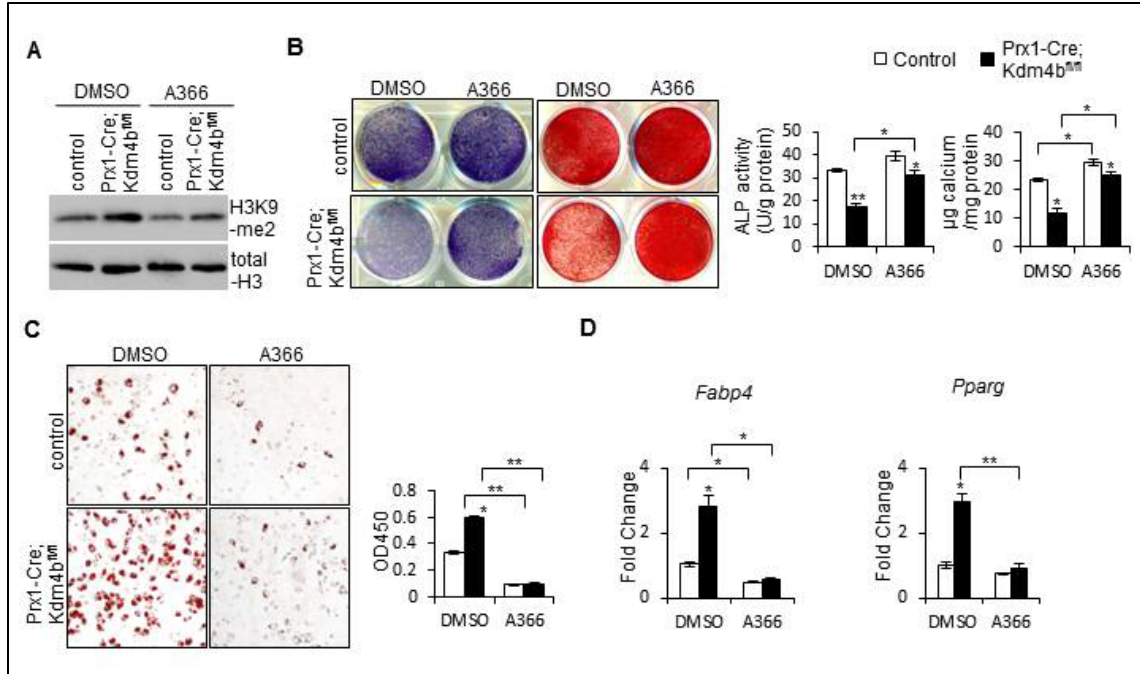 A
DMSO A366
control
Prx1-Cre;
Kdm4bfl/fl
control
Prx1-Cre;
Kdm4bfl/fl
H3K9
-me2
total
-H3
B
DMSO A366 DMSO A366
control
Prx1-Cre;
Kdm4bfl/fl
Control
Prx1-Cre;
Kdm4bfl/fl
ALP activity
(U/g protein)
50
40
30
20
10
0
**
*
*
DMSO A366
µg calcium
/mg protein
40
30
20
10
0
*
*
*
*
DMSO A366
C
DMSO A366
control
Prx1-Cre;
Kdm4bfl/fl
OD450
0.8
0.6
0.4
0.2
0
**
**
*
DMSO A366
D
Fabp4
Fold Change
4
2
0
*
*
*
DMSO A366
Pparg
Fold Change
4
2
0
**
*
DMSO A366